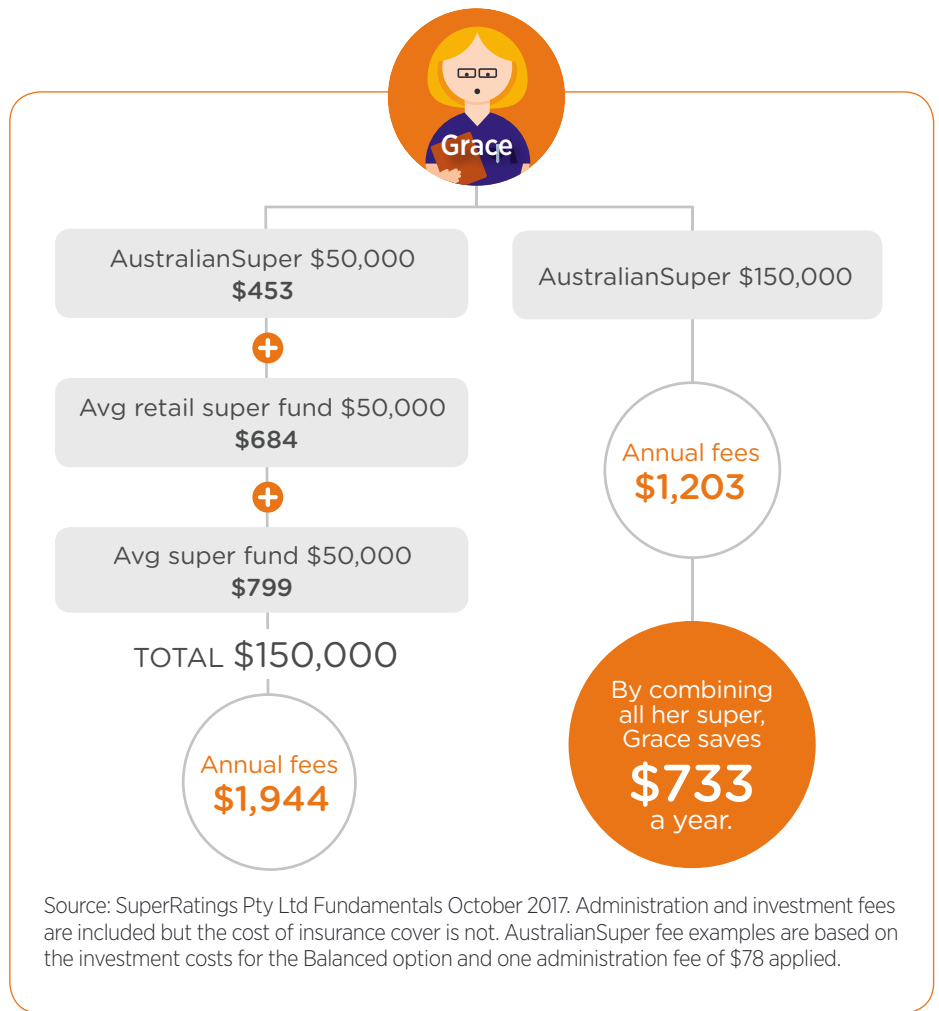 Grace
AustralianSuper $50,000
$453
+
Avg retail super fund $50,000
$684
+
Avg super fund $50,000
$799
TOTAL $150,000
Annual fees
$1,944
AustralianSuper $150,000
Annual fees
$1,203
By combining
all her super,
Grace saves
$733
a year.
Source: SuperRatings Pty Ltd Fundamentals October 2017. Administration and investment fees
are included but the cost of insurance cover is not. AustralianSuper fee examples are based on
the investment costs for the Balanced option and one administration fee of $78 applied.